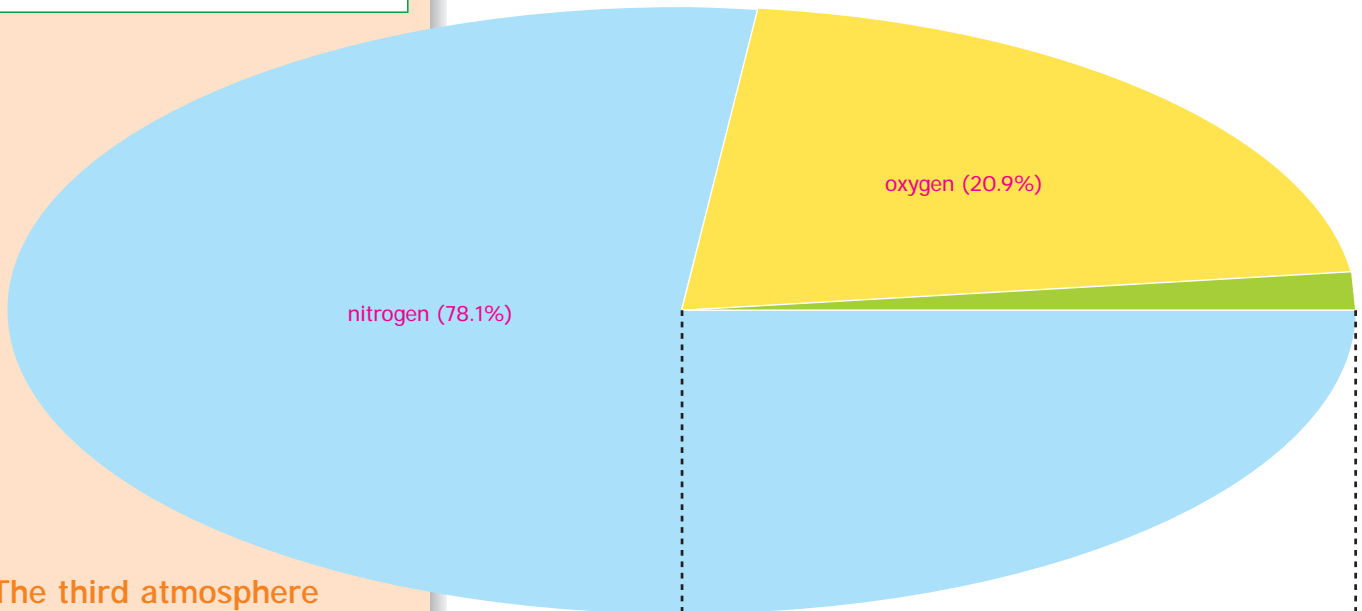 oxygen (20.9%)
nitrogen (78.1%)
The third atmosphere